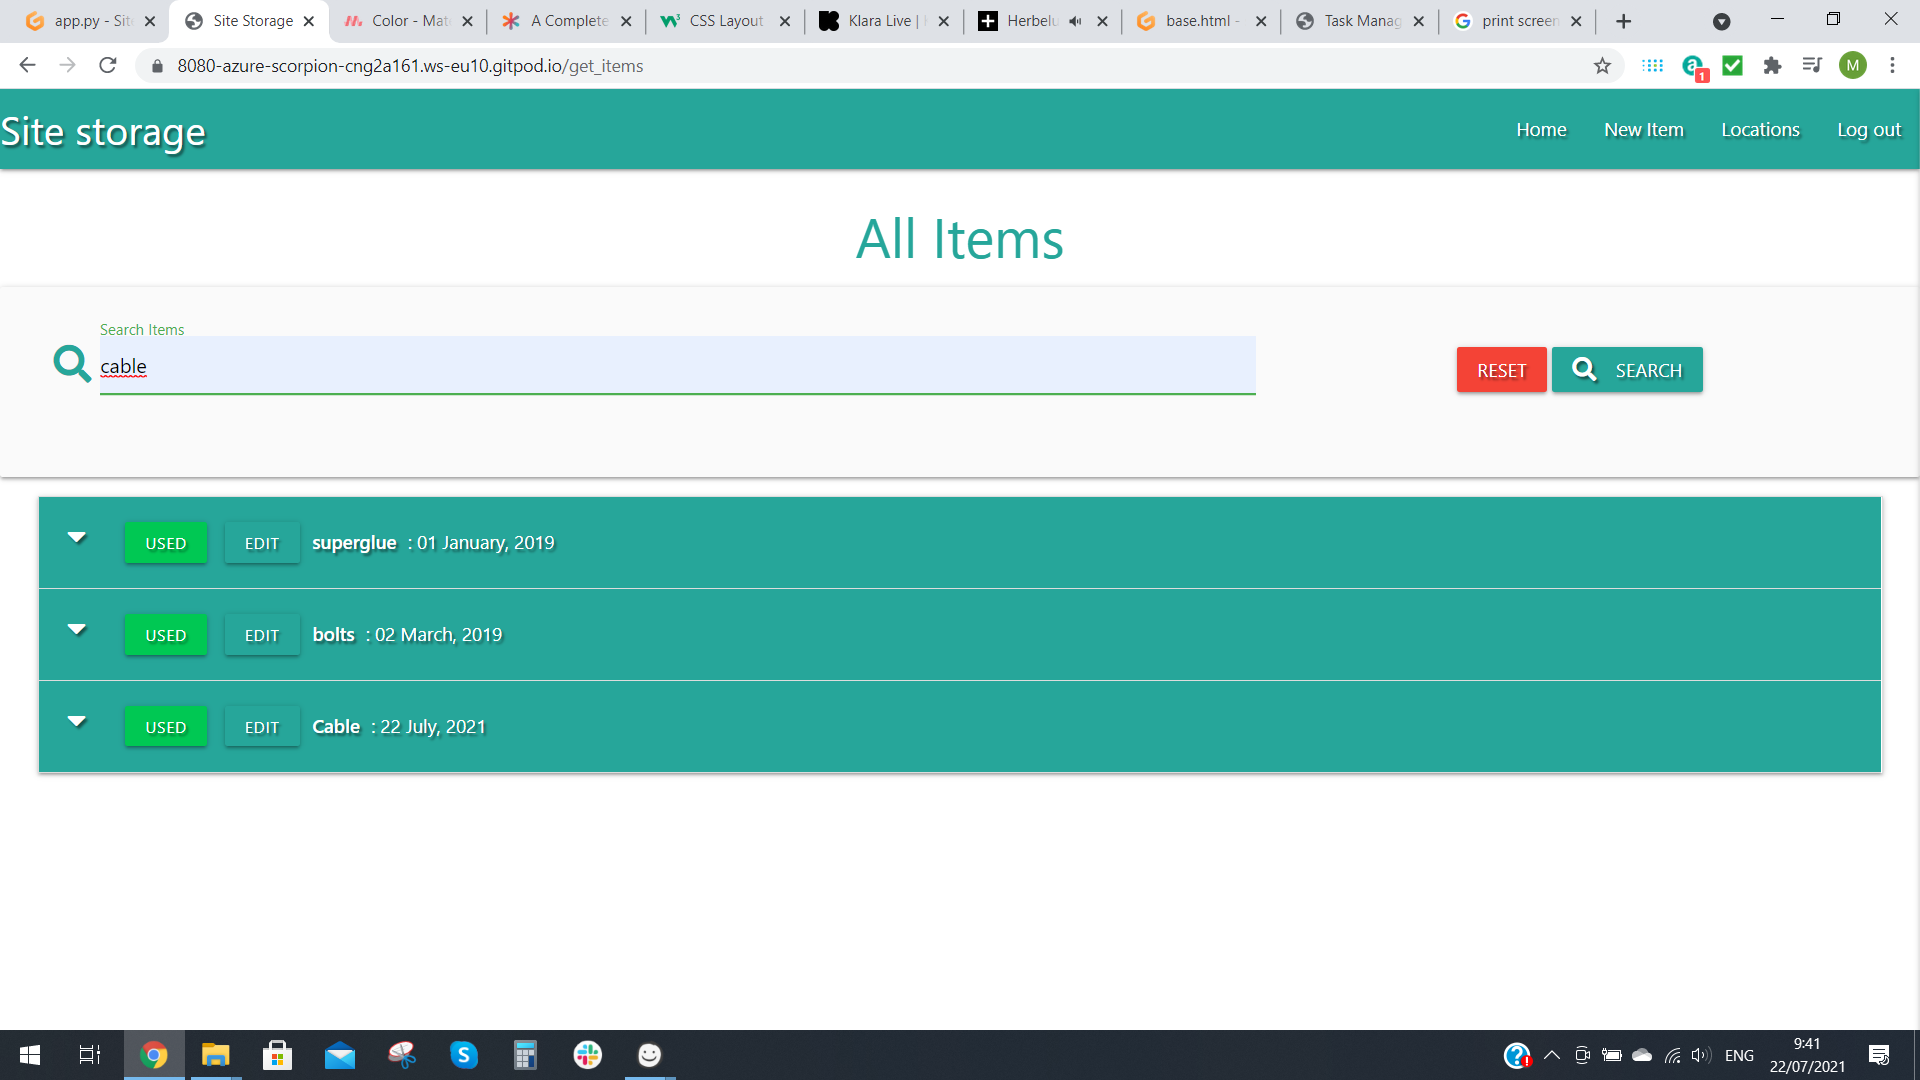 app.py - Sit
Site Storage
Color - Mate
A Complete
CSS Layout
Klara Live |
Herbelu
base.html -
Task Manag
print screen
8080-azure-scorpion-cng2a161.ws-eu10.gitpod.io/get_items
1
M
Site storage
Home
New Item
Locations
Log out
All Items
Search Items
cable
RESET
SEARCH
USED EDIT superglue : 01 January, 2019
USED EDIT bolts : 02 March, 2019
USED EDIT Cable : 22 July, 2021
ENG
9:41
22/07/2021